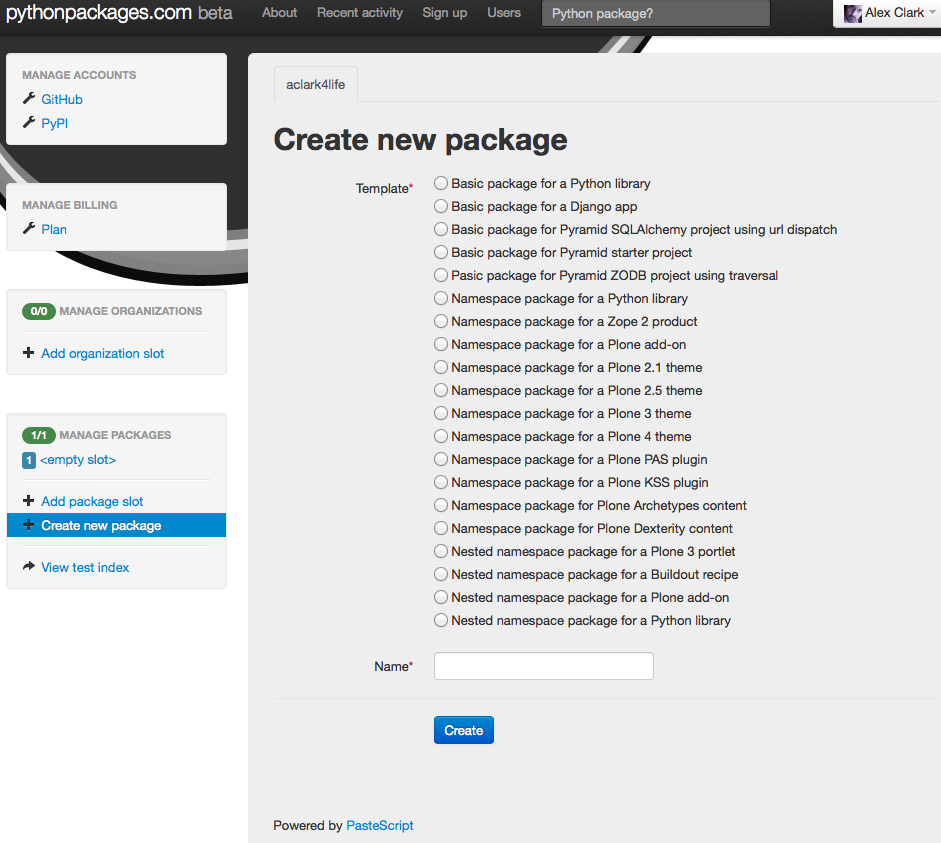 pythonpackages.com beta About Recent activity Sign up Users Python package? Alex Clark
MANAGE ACCOUNTS
GitHub
PyPI
MANAGE BILLING
Plan
0/0 MANAGE ORGANIZATIONS
Add organization slot
1/1 MANAGE PACKAGES
1 <empty slot>
Add package slot
Create new package
View test index
aclark4life
Create new package
Template*
Basic package for a Python library
Basic package for a Django app
Basic package for Pyramid SQLAlchemy project using url dispatch
Basic package for Pyramid starter project
Pasic package for Pyramid ZODB project using traversal
Namespace package for a Python library
Namespace package for a Zope 2 product
Namespace package for a Plone add-on
Namespace package for a Plone 2.1 theme
Namespace package for a Plone 2.5 theme
Namespace package for a Plone 3 theme
Namespace package for a Plone 4 theme
Namespace package for a Plone PAS plugin
Namespace package for a Plone KSS plugin
Namespace package for Plone Archetypes content
Namespace package for Plone Dexterity content
Nested namespace package for a Plone 3 portlet
Nested namespace package for a Buildout recipe
Nested namespace package for a Plone add-on
Nested namespace package for a Python library
Name*
Create
Powered by PasteScript